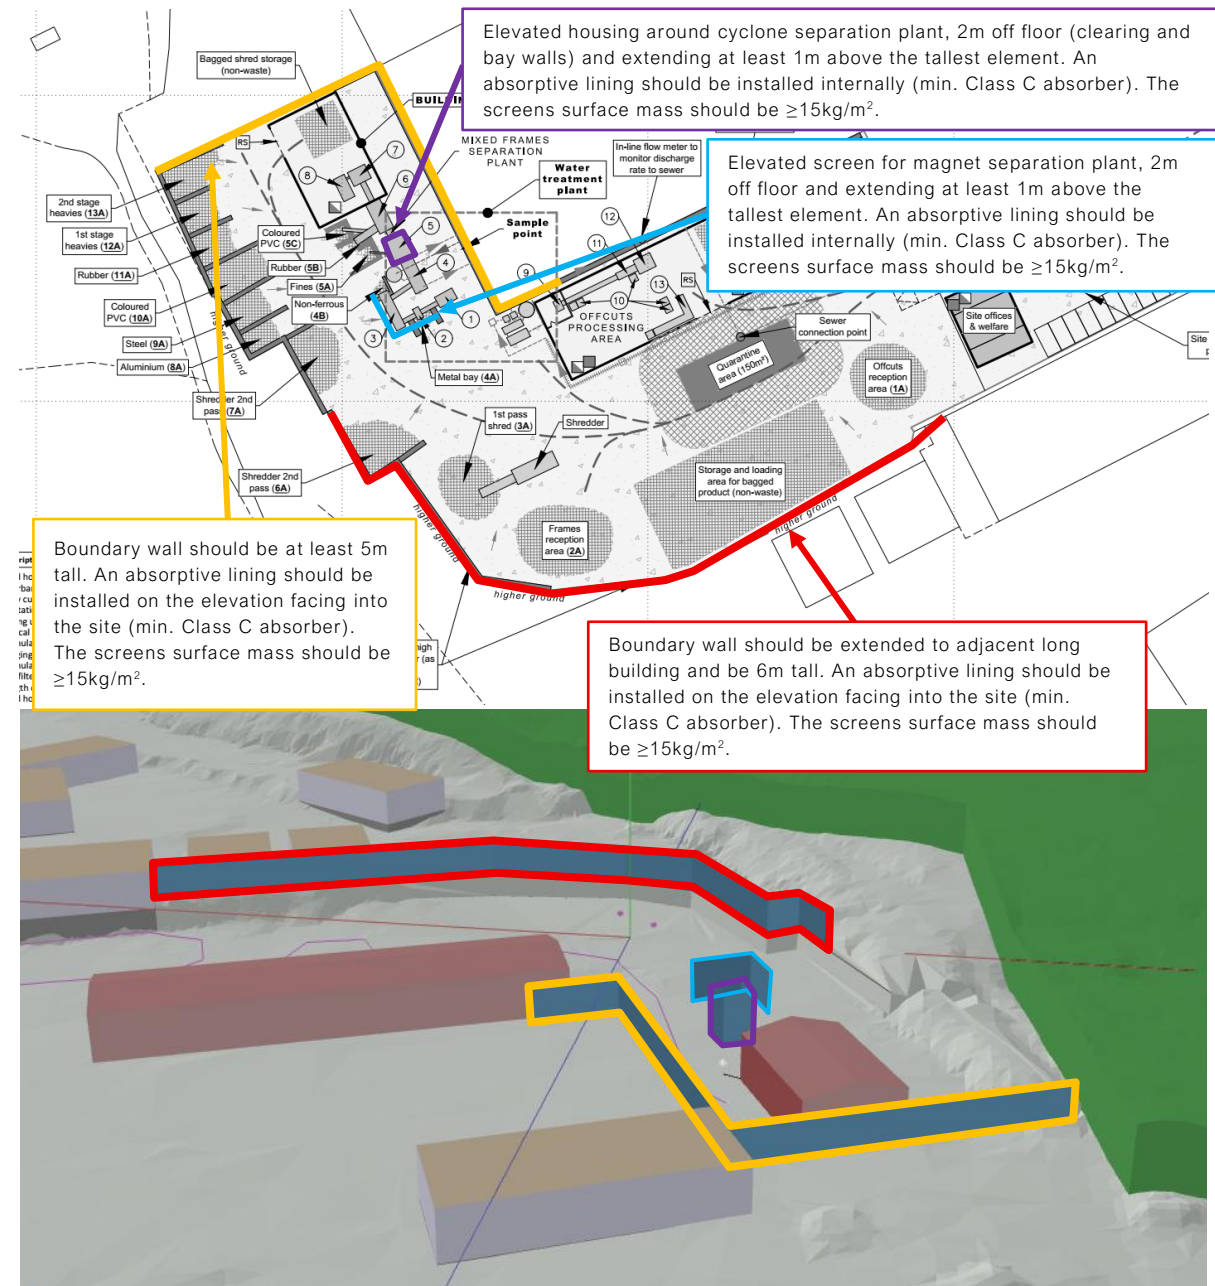 Elevated housing around cyclone separation plant, 2m off floor (clearing and
bay walls) and extending at least 1m above the tallest element. An
absorptive lining should be installed internally (min. Class C absorber). The
screens surface mass should be ≥15kg/m².
Bagged shred storage
(non-waste)
RS
MIXED FRAMES
SEPARATION
PLANT
In-line flow meter to
monitor discharge
rate to sewer
Water
treatment
plant
Sample
point
Elevated screen for magnet separation plant, 2m
off floor and extending at least 1m above the
tallest element. An absorptive lining should be
installed internally (min. Class C absorber). The
screens surface mass should be ≥15kg/m².
7
8
6
5
4
1
2
3
9
10
11
12
13
RS
2nd stage
heavies (13A)
1st stage
heavies (12A)
Rubber (11A)
Coloured
PVC (10A)
Steel (9A)
Aluminium (8A)
Shredder 2nd
pass (7A)
Shredder 2nd
pass (6A)
Coloured
PVC (5C)
Rubber (5B)
Fines (5A)
Non-ferrous
(4B)
Metal bay (4A)
higher ground
OFFCUTS
PROCESSING
AREA
Sewer
connection point
Site offices
& welfare
Quarantine
area (150m²)
Offcuts
reception
area (1A)
1st pass
shred (3A)
Shredder
Storage and loading
area for bagged
product (non-waste)
Frames
reception
area (2A)
higher ground
higher ground
higher ground
Boundary wall should be at least 5m
tall. An absorptive lining should be
installed on the elevation facing into
the site (min. Class C absorber).
The screens surface mass should be
≥15kg/m².
Boundary wall should be extended to adjacent long
building and be 6m tall. An absorptive lining should be
installed on the elevation facing into the site (min.
Class C absorber). The screens surface mass should
be ≥15kg/m².